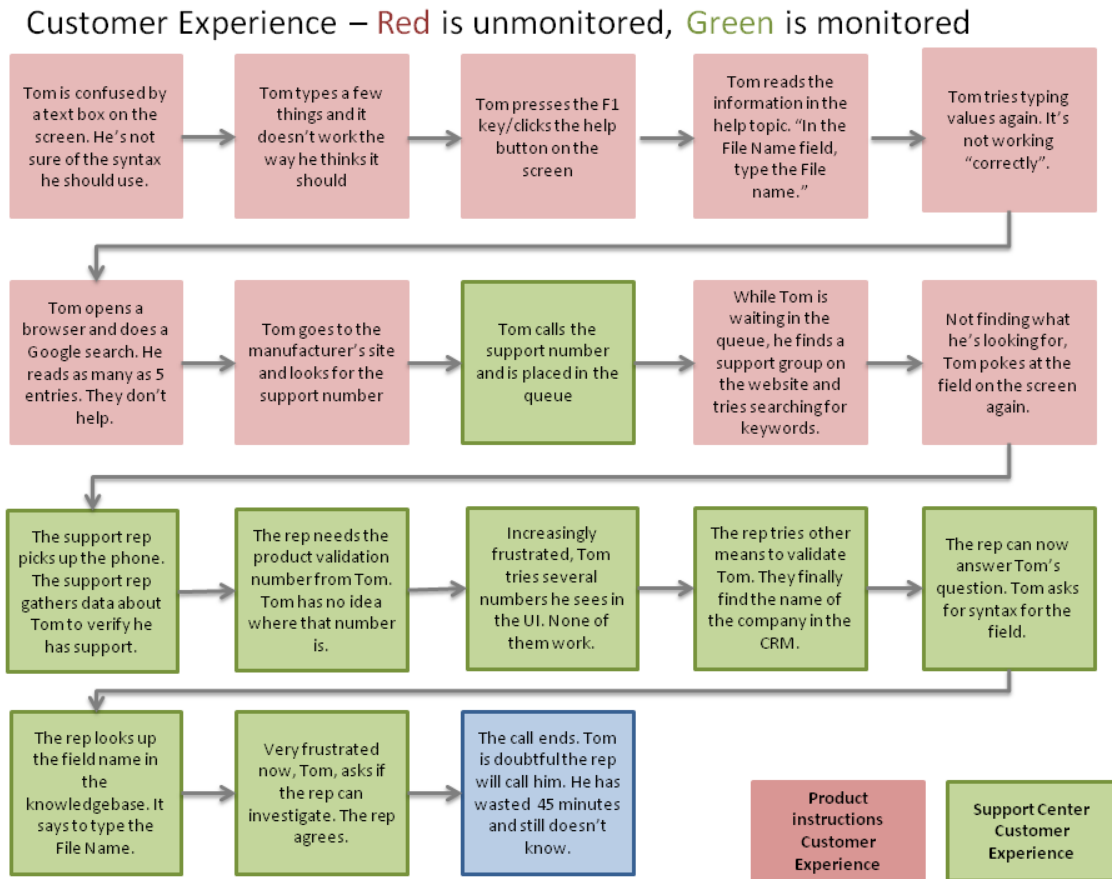 Customer Experience – Red is unmonitored, Green is monitored
Tom is confused by
a text box on the
screen. He's not
sure of the syntax
he should use.
Tom types a few
things and it
doesn't work the
way he thinks it
should
Tom presses the F1
key/clicks the help
button on the
screen
Tom reads the
information in the
help topic. "In the
File Name field,
type the File
name."
Tom tries typing
values again. It's
not working
"correctly".
Tom opens a
browser and does a
Google search. He
reads as many as 5
entries. They don't
help.
Tom goes to the
manufacturer's site
and looks for the
support number
Tom calls the
support number
and is placed in the
queue
While Tom is
waiting in the
queue, he finds a
support group on
the website and
tries searching for
keywords.
Not finding what
he's looking for,
Tom pokes at the
field on the screen
again.
The support rep
picks up the phone.
The support rep
gathers data about
Tom to verify he
has support.
The rep needs the
product validation
number from Tom.
Tom has no idea
where that number
is.
Increasingly
frustrated, Tom
tries several
numbers he sees in
the UI. None of
them work.
The rep tries other
means to validate
Tom. They finally
find the name of
the company in the
CRM.
The rep can now
answer Tom's
question. Tom asks
for syntax for the
field.
The rep looks up
the field name in
the
knowledgebase. It
says to type the
File Name.
Very frustrated
now, Tom, asks if
the rep can
investigate. The rep
agrees.
The call ends. Tom
is doubtful the rep
will call him. He has
wasted 45 minutes
and still doesn't
know.
Product
instructions
Customer
Experience
Support Center
Customer
Experience